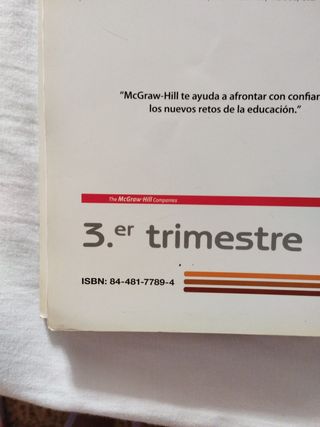 "McGraw-Hill te ayuda a afrontar con confian
los nuevos retos de la educación."
The McGraw-Hill Companies
3.er trimestre
ISBN: 84-481-7789-4